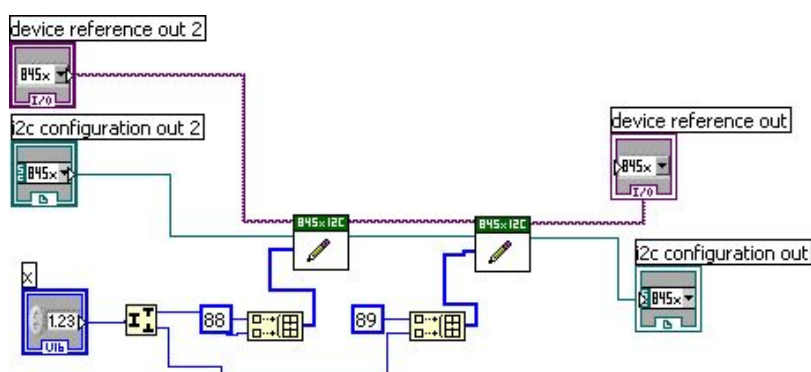 device reference out 2
845x
I/O
i2c configuration out 2
845x
device reference out
845x
I/O
845x I2C
845x I2C
i2c configuration out
845x
x
1.23
U16
88
89